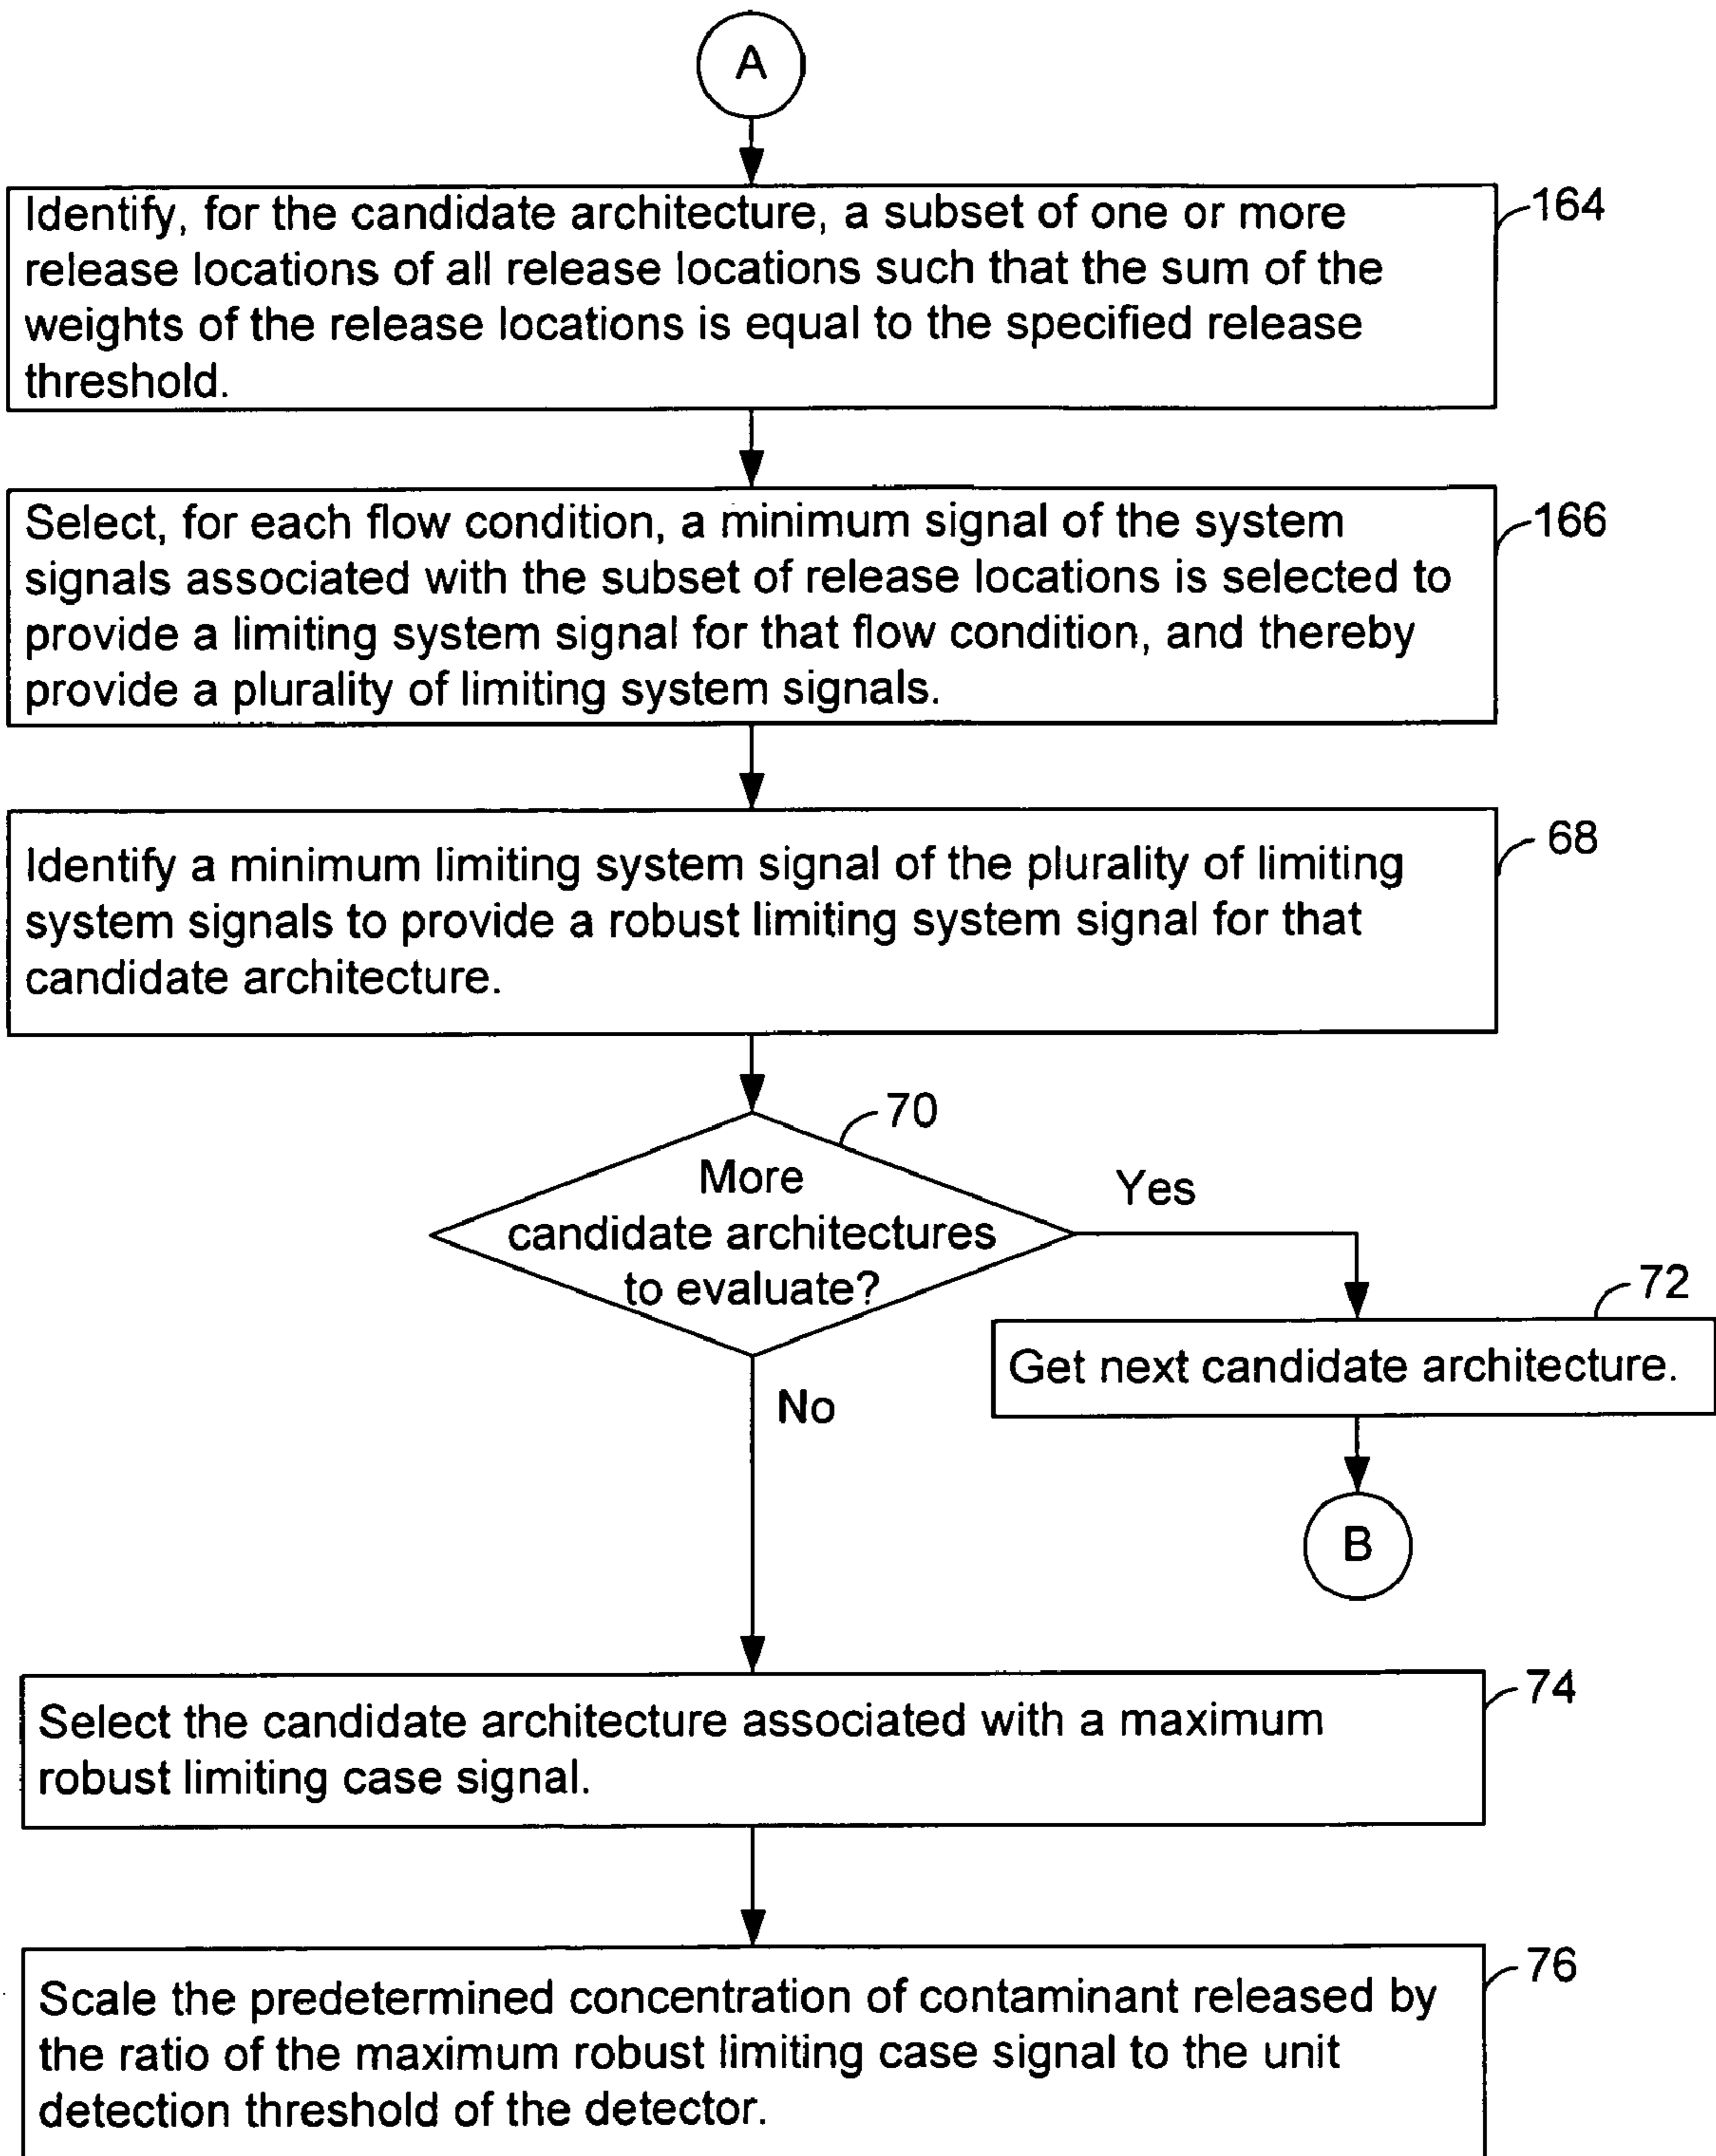 A
Identify, for the candidate architecture, a subset of one or more
release locations of all release locations such that the sum of the
weights of the release locations is equal to the specified release
threshold.
164
Select, for each flow condition, a minimum signal of the system
signals associated with the subset of release locations is selected to
provide a limiting system signal for that flow condition, and thereby
provide a plurality of limiting system signals.
166
Identify a minimum limiting system signal of the plurality of limiting
system signals to provide a robust limiting system signal for that
candidate architecture.
68
70
More
candidate architectures
to evaluate?
Yes
72
Get next candidate architecture.
No
B
74
Select the candidate architecture associated with a maximum
robust limiting case signal.
76
Scale the predetermined concentration of contaminant released by
the ratio of the maximum robust limiting case signal to the unit
detection threshold of the detector.